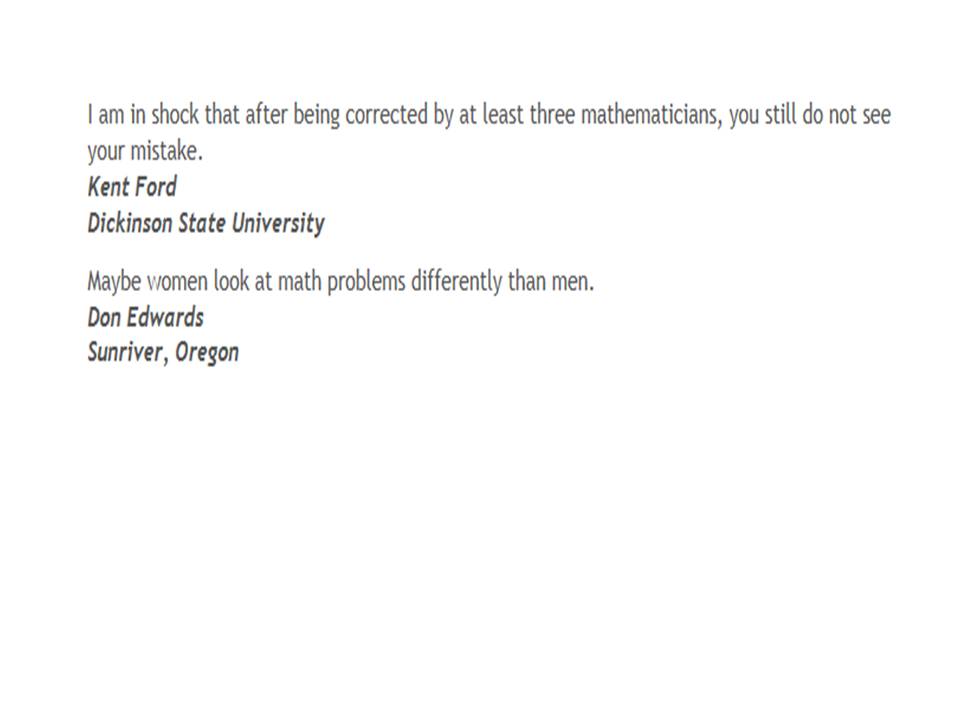 I am in shock that after being corrected by at least three mathematicians, you still do not see
your mistake.
Kent Ford
Dickinson State University
Maybe women look at math problems differently than men.
Don Edwards
Sunriver, Oregon